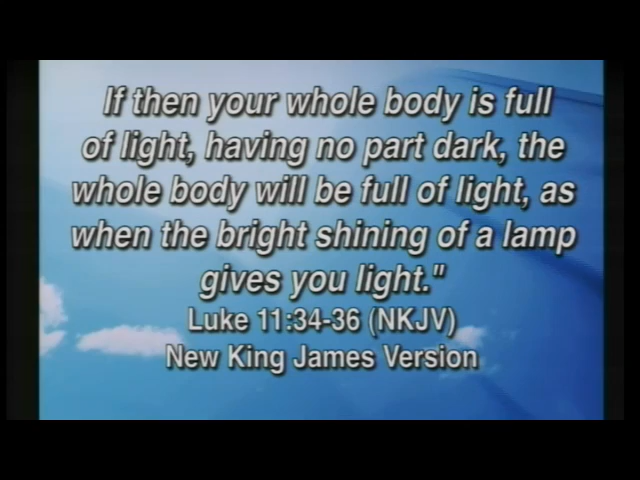 If then your whole body is full
of light, having no part dark, the
whole body will be full of light, as
when the bright shining of a lamp
gives you light."
Luke 11:34-36 (NKJV)
New King James Version